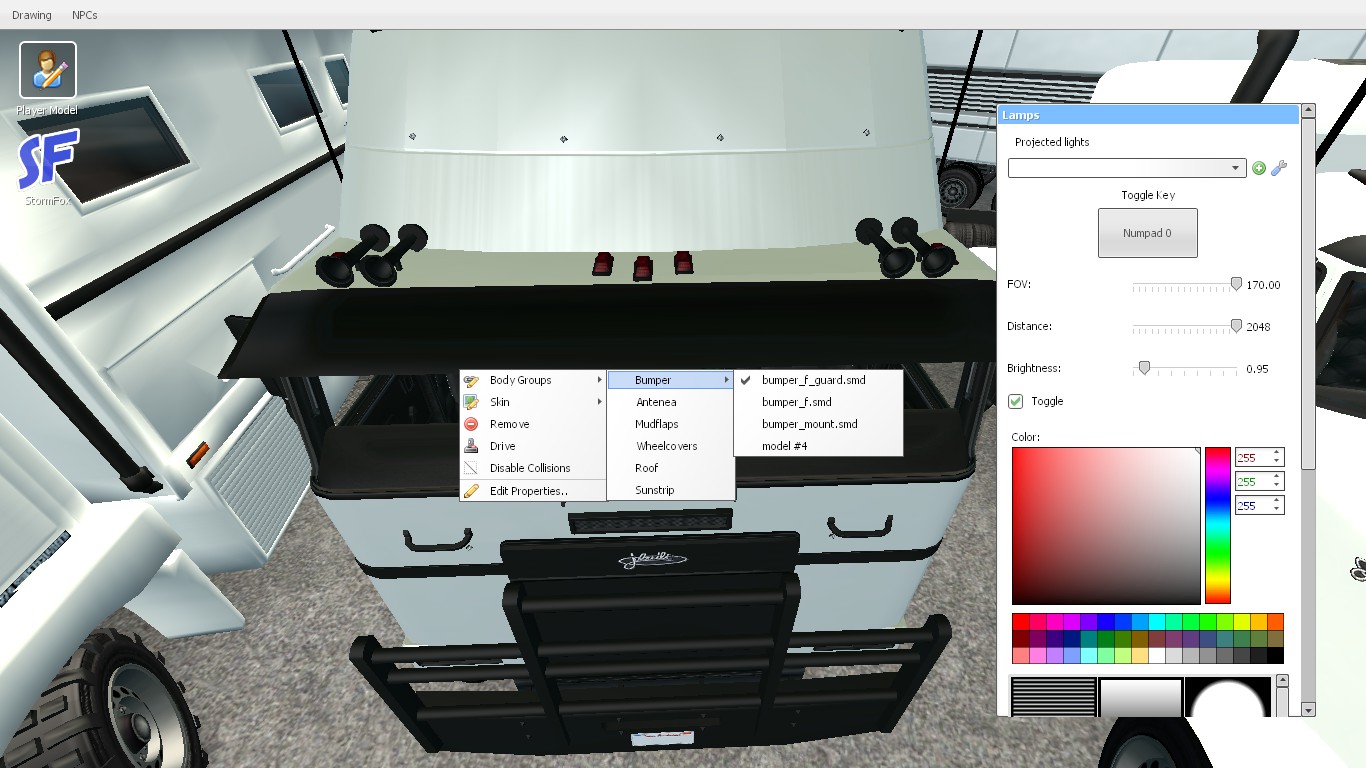 Drawing NPCs
Player Model
StormFox
Lamps
Projected lights
Toggle Key
Numpad 0
FOV: 170.00
Distance: 2048
Brightness: 0.95
Toggle
Color:
255
255
255
Body Groups
Skin
Remove
Drive
Disable Collisions
Edit Properties..
Bumper
Antenea
Mudflaps
Wheelcovers
Roof
Sunstrip
bumper_f_guard.smd
bumper_f.smd
bumper_mount.smd
model #4
SF